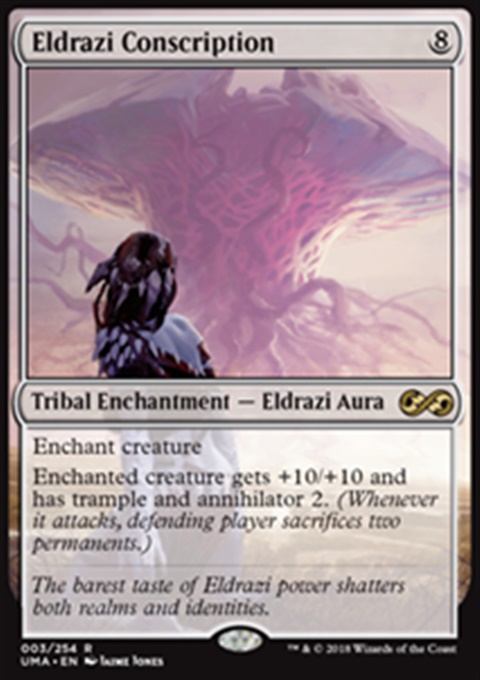 Eldrazi Conscription 8
Tribal Enchantment — Eldrazi Aura
Enchant creature
Enchanted creature gets +10/+10 and
has trample and annihilator 2. (Whenever
it attacks, defending player sacrifices two
permanents.)
The barest taste of Eldrazi power shatters
both realms and identities.
003/254 R
UMA • EN Jaime Jones
™ & © 2018 Wizards of the Coast